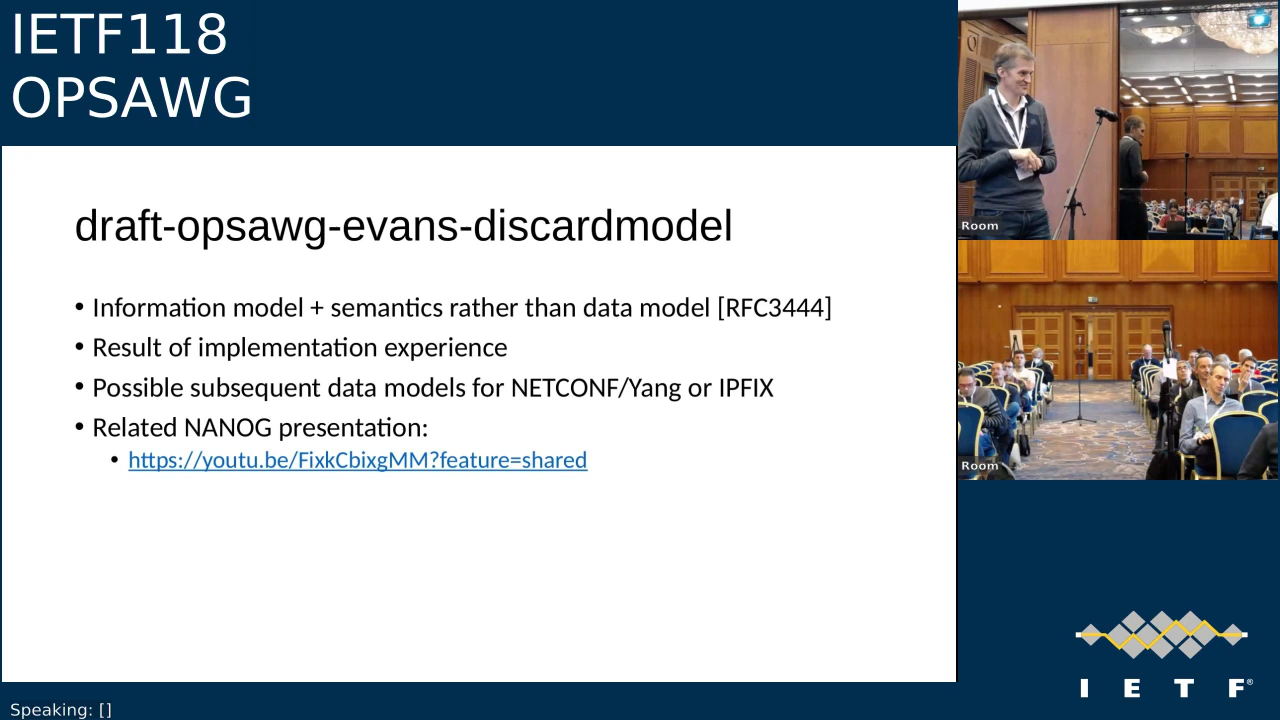 IETF118
OPSAWG
draft-opsawg-evans-discardmodel
• Information model + semantics rather than data model [RFC3444]
• Result of implementation experience
• Possible subsequent data models for NETCONF/Yang or IPFIX
• Related NANOG presentation:
• https://youtu.be/FixkCbixgMM?feature=shared
Room
Room
I E T F®
Speaking: []